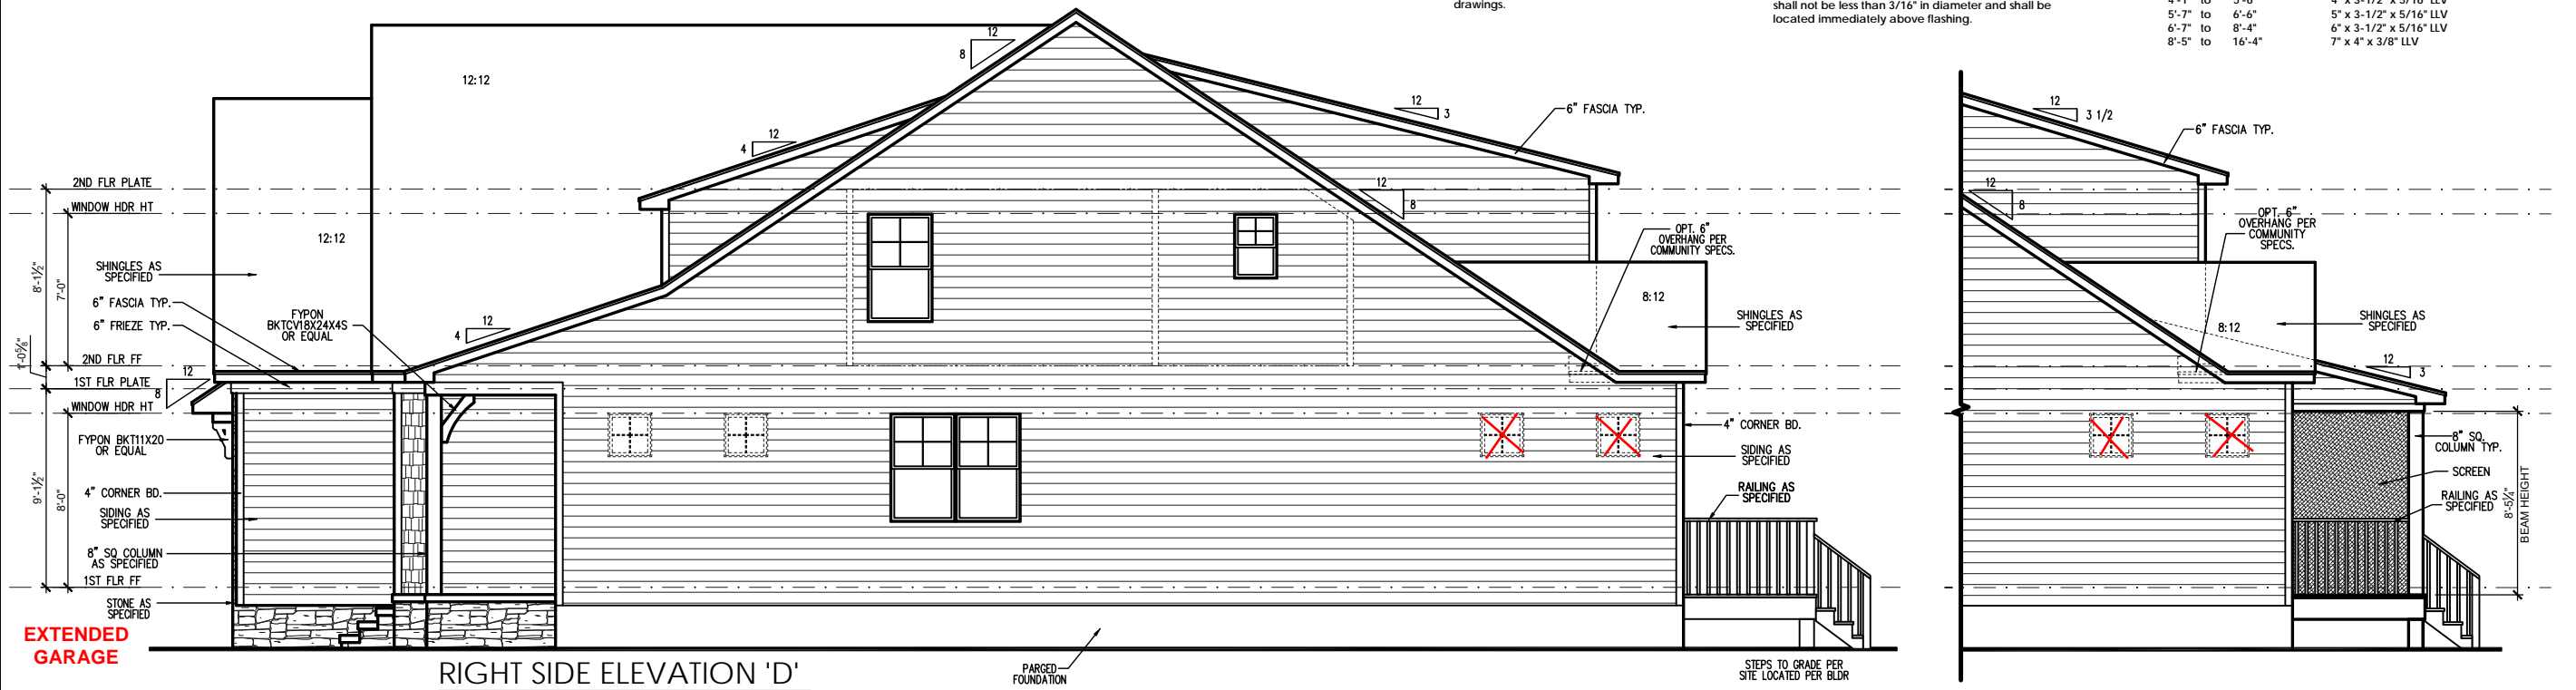 drawings.
shall not be less than 3/16" in diameter and shall be
located immediately above flashing.
5'-7" to 6'-6" 5" x 3-1/2" x 5/16" LLV
6'-7" to 8'-4" 6" x 3-1/2" x 5/16" LLV
8'-5" to 16'-4" 7" x 4" x 3/8" LLV
12
8
12:12
12
4
12
3
6" FASCIA TYP.
2ND FLR PLATE
WINDOW HDR HT
12
8
12:12
OPT. 6"
OVERHANG PER
COMMUNITY SPECS.
SHINGLES AS
SPECIFIED
8'-1½"
7'-0"
6" FASCIA TYP.
6" FRIEZE TYP.
FYPON
BKTCV18X24X4S
OR EQUAL
12
4
8:12
SHINGLES AS
SPECIFIED
1'-0⅝"
2ND FLR FF
12
8
1ST FLR PLATE
WINDOW HDR HT
FYPON BKT11X20
OR EQUAL
4" CORNER BD.
SIDING AS
SPECIFIED
9'-1½"
8'-0"
4" CORNER BD.
SIDING AS
SPECIFIED
RAILING AS
SPECIFIED
8" SQ COLUMN
AS SPECIFIED
1ST FLR FF
STONE AS
SPECIFIED
EXTENDED
GARAGE
RIGHT SIDE ELEVATION 'D'
PARGED
FOUNDATION
STEPS TO GRADE PER
SITE LOCATED PER BLDR
12
3 1/2
6" FASCIA TYP.
12
8
OPT. 6"
OVERHANG PER
COMMUNITY
SPECS.
8:12
SHINGLES AS
SPECIFIED
12
3
8" SQ.
COLUMN TYP.
SCREEN
RAILING AS
SPECIFIED
8'-5¼"
BEAM HEIGHT